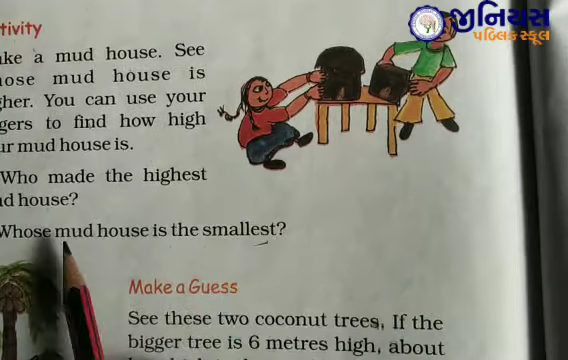 જીનિયસ
પબ્લિક સ્કૂલ
tivity
ake a mud house. See
hose mud house is
gher. You can use your
gers to find how high
ur mud house is.
Who made the highest
d house?
Whose mud house is the smallest?
Make a Guess
See these two coconut trees, If the
bigger tree is 6 metres high, about